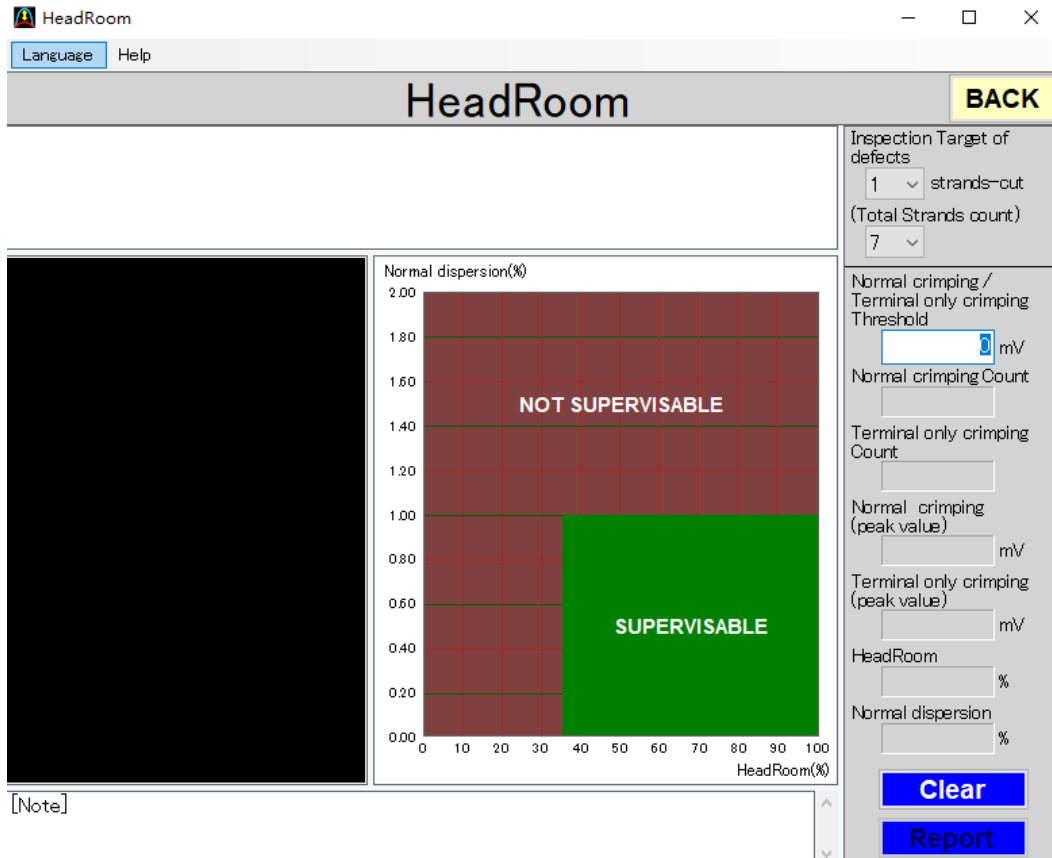 HeadRoom
Language Help
HeadRoom
BACK
Inspection Target of
defects
1 strands-cut
(Total Strands count)
7
Normal dispersion(%)
2.00
1.80
1.60
1.40
1.20
1.00
0.80
0.60
0.40
0.20
0.00
NOT SUPERVISABLE
SUPERVISABLE
0 10 20 30 40 50 60 70 80 90 100
HeadRoom(%)
Normal crimping /
Terminal only crimping
Threshold
0 mV
Normal crimping Count
Terminal only crimping
Count
Normal crimping
(peak value)
mV
Terminal only crimping
(peak value)
mV
HeadRoom
%
Normal dispersion
%
Clear
Report
[Note]